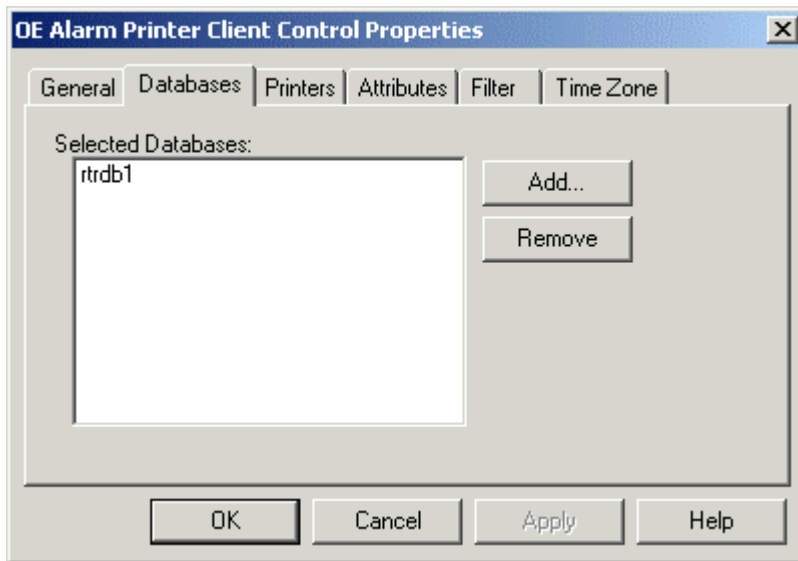 OE Alarm Printer Client Control Properties
General Databases Printers Attributes Filter Time Zone
Selected Databases:
rtrdb1
Add...
Remove
OK Cancel Apply Help